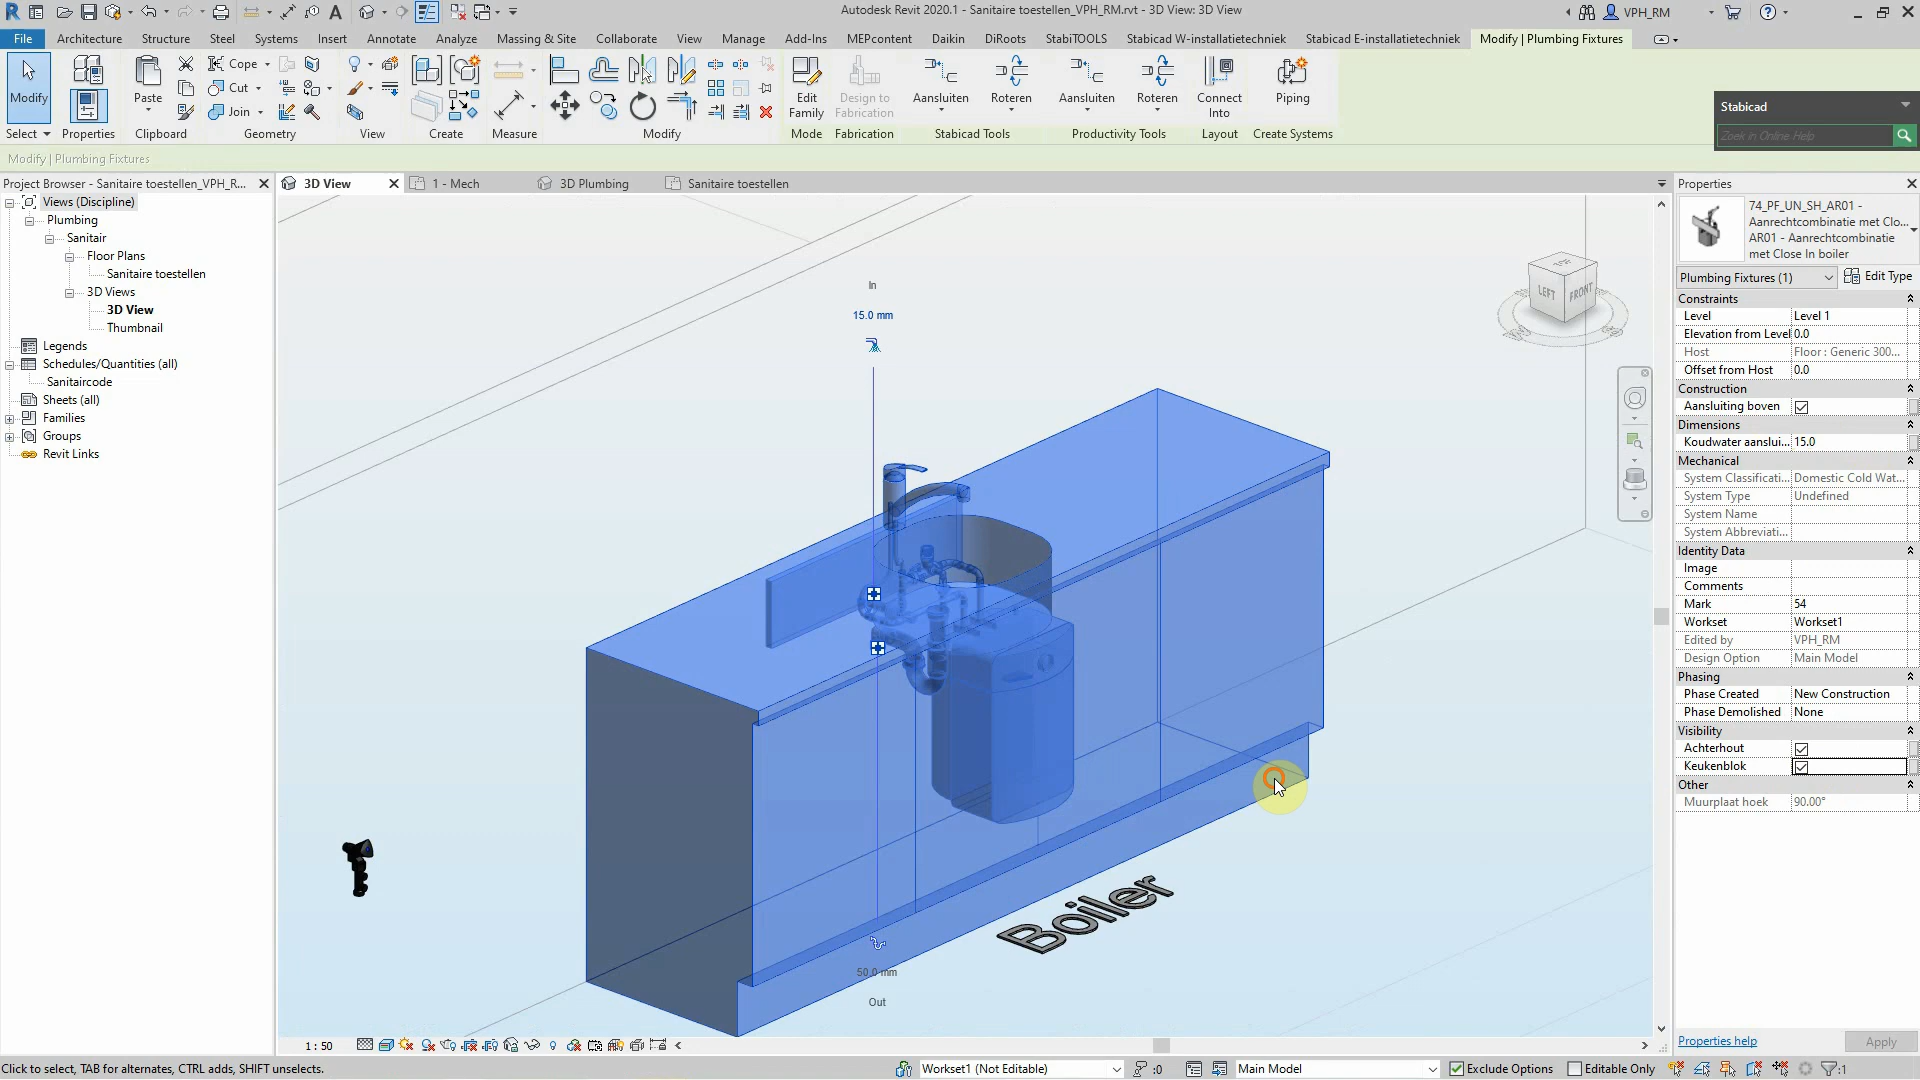 Autodesk Revit 2020.1 - Sanitaire toestellen_VPH_RM.rvt - 3D View: 3D View
VPH_RM
File Architecture Structure Steel Systems Insert Annotate Analyze Massing & Site Collaborate View Manage Add-Ins MEPcontent Daikin DiRoots StabiTOOLS Stabicad W-installatietechniek Stabicad E-installatietechniek Modify | Plumbing Fixtures
Modify
Paste
Cope
Cut
Join
Edit Family
Design to Fabrication
Aansluiten
Roteren
Aansluiten
Roteren
Connect Into
Piping
Select Properties Clipboard Geometry View Create Measure Modify Mode Fabrication Stabicad Tools Productivity Tools Layout Create Systems
Stabicad
Zoek in Online Help
Modify | Plumbing Fixtures
Project Browser - Sanitaire toestellen_VPH_R...
3D View
1 - Mech
3D Plumbing
Sanitaire toestellen
Views (Discipline)
Plumbing
Sanitair
Floor Plans
Sanitaire toestellen
3D Views
3D View
Thumbnail
Legends
Schedules/Quantities (all)
Sanitaircode
Sheets (all)
Families
Groups
Revit Links
In
15.0 mm
TOP
LEFT
FRONT
Boiler
50.0 mm
Out
Properties
74_PF_UN_SH_AR01 -
Aanrechtcombinatie met Clo...
AR01 - Aanrechtcombinatie
met Close In boiler
Plumbing Fixtures (1)
Edit Type
Constraints
Level Level 1
Elevation from Level 0.0
Host Floor : Generic 300...
Offset from Host 0.0
Construction
Aansluiting boven
Dimensions
Koudwater aanslui... 15.0
Mechanical
System Classificati... Domestic Cold Wat...
System Type Undefined
System Name
System Abbreviati...
Identity Data
Image
Comments
Mark 54
Workset Workset1
Edited by VPH_RM
Design Option Main Model
Phasing
Phase Created New Construction
Phase Demolished None
Visibility
Achterhout
Keukenblok
Other
Muurplaat hoek 90.00°
Properties help
Apply
1 : 50
Click to select, TAB for alternates, CTRL adds, SHIFT unselects.
Workset1 (Not Editable)
:0
Main Model
Exclude Options
Editable Only
:1